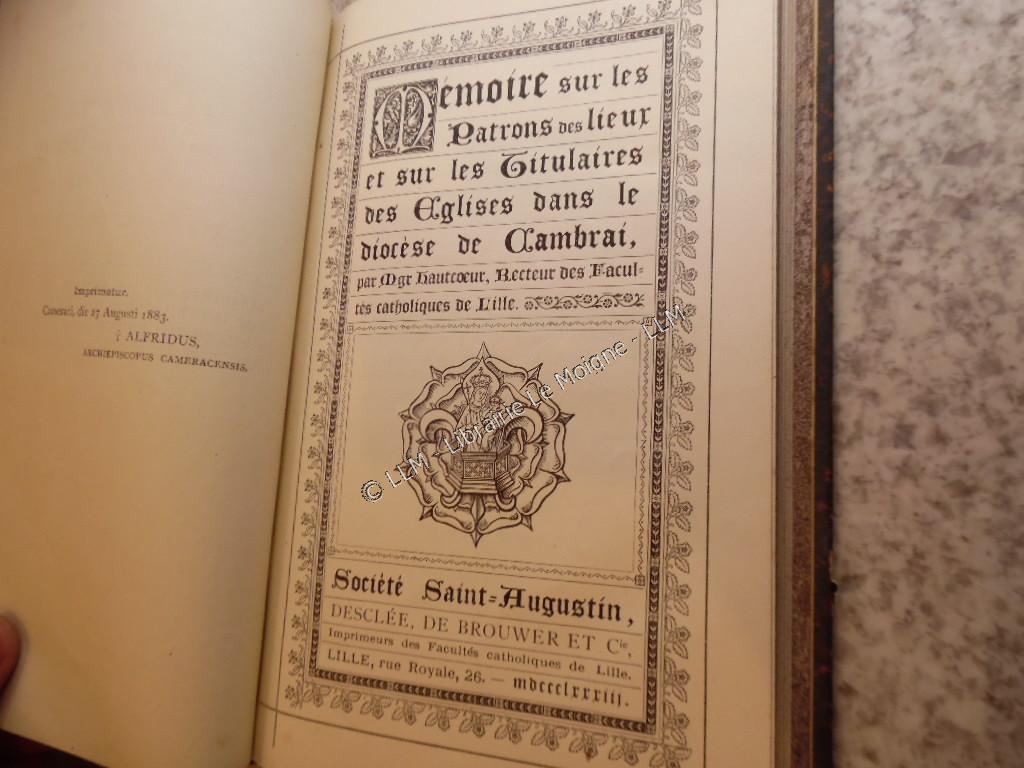 Imprimatur.
Cameraci, die 27 Augusti 1883.
† ALFRIDUS,
ARCHIEPISCOPUS CAMERACENSIS.
Mémoire sur les
Patrons des lieux
et sur les Titulaires
des Eglises dans le
diocèse de Cambrai,
par Mgr Hautcœur, Recteur des Facul-
tés catholiques de Lille.
© LLM - Librairie Le Moigne - LLM
Société Saint-Augustin,
DESCLÉE, DE BROUWER ET Cie,
Imprimeurs des Facultés catholiques de Lille.
LILLE, rue Royale, 26. — mdccclxxxiij.